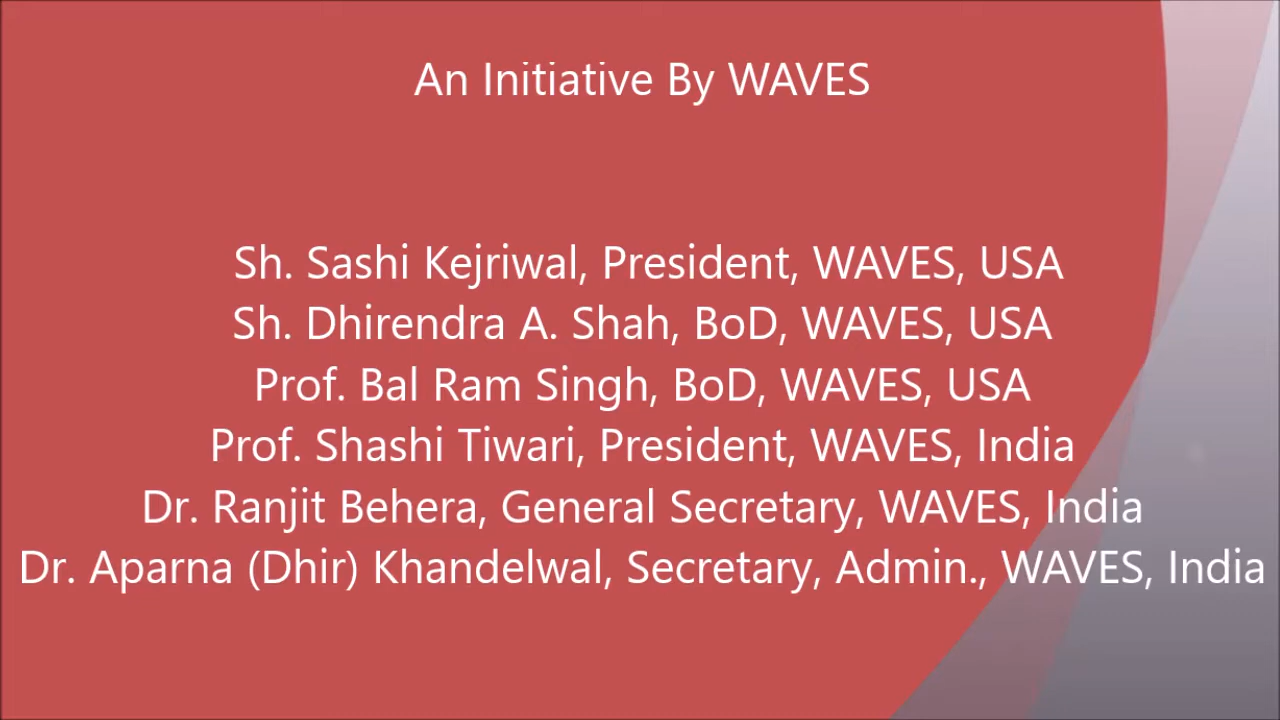 An Initiative By WAVES
Sh. Sashi Kejriwal, President, WAVES, USA
Sh. Dhirendra A. Shah, BoD, WAVES, USA
Prof. Bal Ram Singh, BoD, WAVES, USA
Prof. Shashi Tiwari, President, WAVES, India
Dr. Ranjit Behera, General Secretary, WAVES, India
Dr. Aparna (Dhir) Khandelwal, Secretary, Admin., WAVES, India